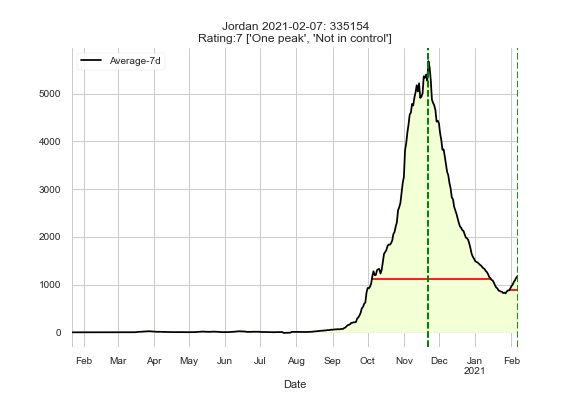 Jordan 2021-02-07: 335154
Rating:7 ['One peak', 'Not in control']
Average-7d
5000
4000
3000
2000
1000
0
Feb Mar Apr May Jun Jul Aug Sep Oct Nov Dec Jan Feb
2021
Date